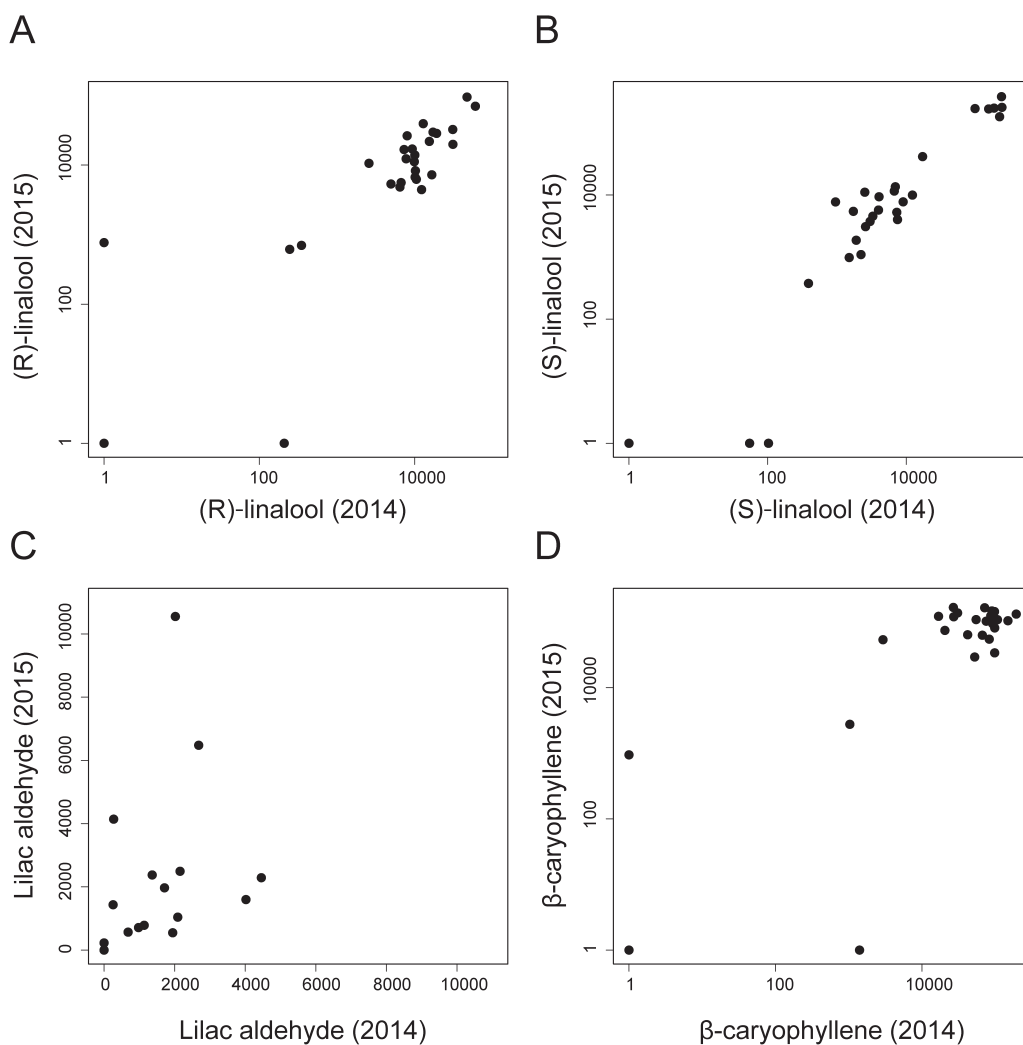 A
(R)-linalool (2015)
10000
100
1
1 100 10000
(R)-linalool (2014)
B
(S)-linalool (2015)
10000
100
1
1 100 10000
(S)-linalool (2014)
C
Lilac aldehyde (2015)
10000
8000
6000
4000
2000
0
0 2000 4000 6000 8000 10000
Lilac aldehyde (2014)
D
β-caryophyllene (2015)
10000
100
1
1 100 10000
β-caryophyllene (2014)